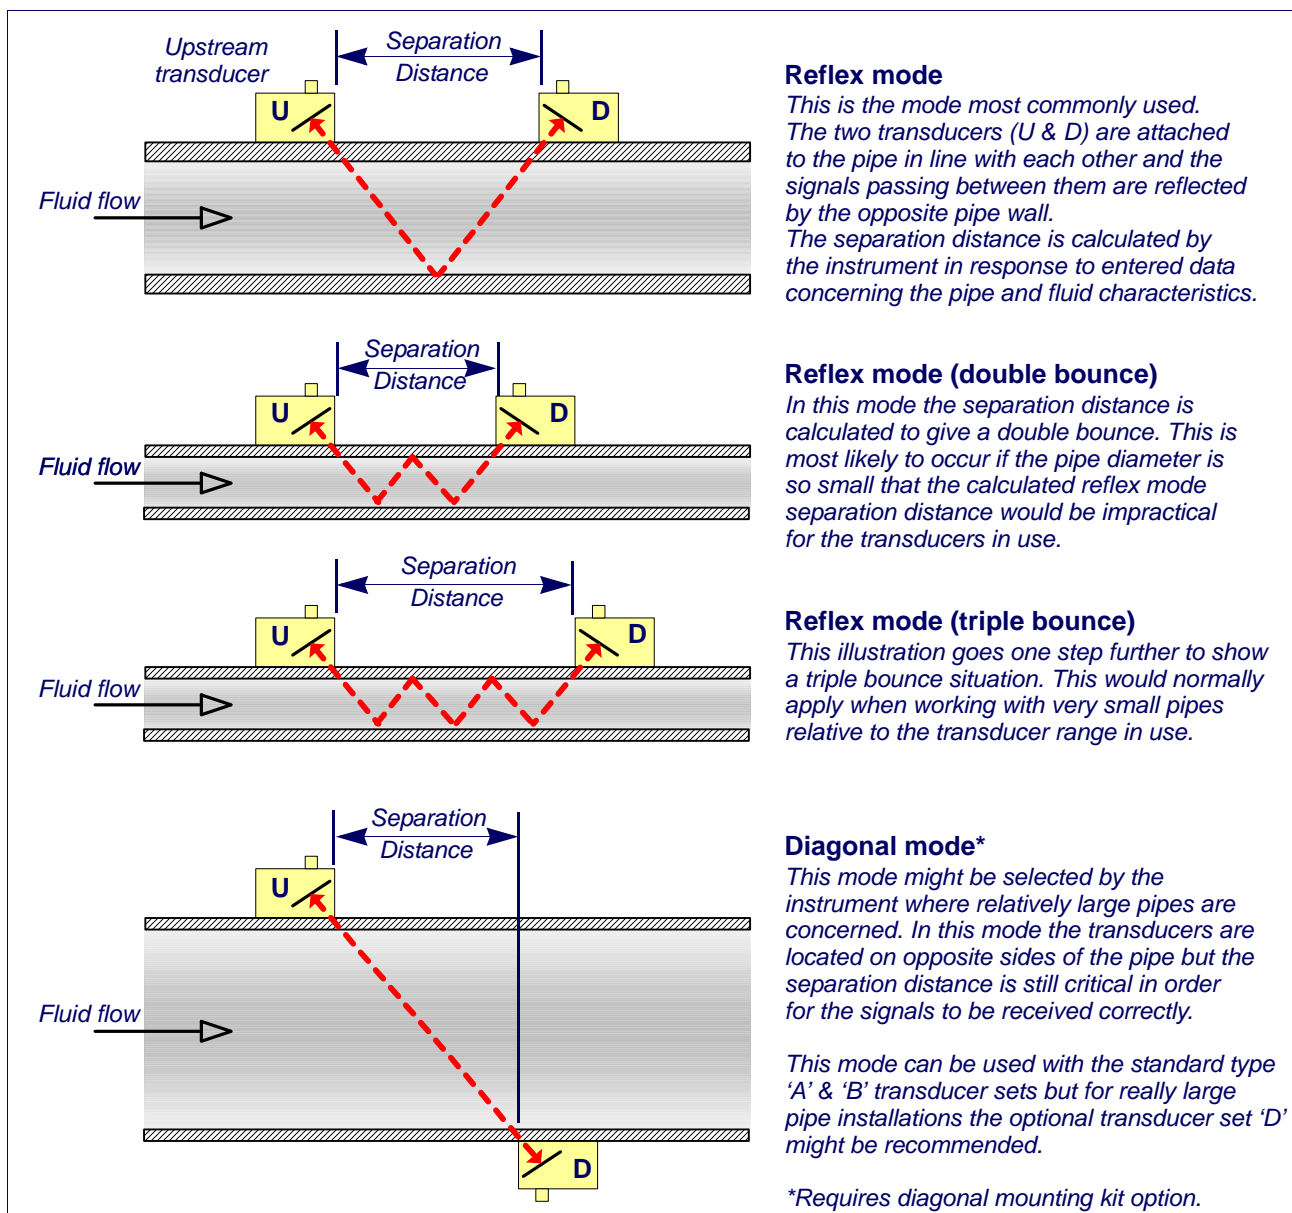 Upstream
transducer
Separation
Distance
U
D
Fluid flow
Reflex mode
This is the mode most commonly used.
The two transducers (U & D) are attached
to the pipe in line with each other and the
signals passing between them are reflected
by the opposite pipe wall.
The separation distance is calculated by
the instrument in response to entered data
concerning the pipe and fluid characteristics.
Separation
Distance
U
D
Fluid flow
Reflex mode (double bounce)
In this mode the separation distance is
calculated to give a double bounce. This is
most likely to occur if the pipe diameter is
so small that the calculated reflex mode
separation distance would be impractical
for the transducers in use.
Separation
Distance
U
D
Fluid flow
Reflex mode (triple bounce)
This illustration goes one step further to show
a triple bounce situation. This would normally
apply when working with very small pipes
relative to the transducer range in use.
Separation
Distance
U
Fluid flow
D
Diagonal mode*
This mode might be selected by the
instrument where relatively large pipes are
concerned. In this mode the transducers are
located on opposite sides of the pipe but the
separation distance is still critical in order
for the signals to be received correctly.
This mode can be used with the standard type
‘A’ & ‘B’ transducer sets but for really large
pipe installations the optional transducer set ‘D’
might be recommended.
*Requires diagonal mounting kit option.